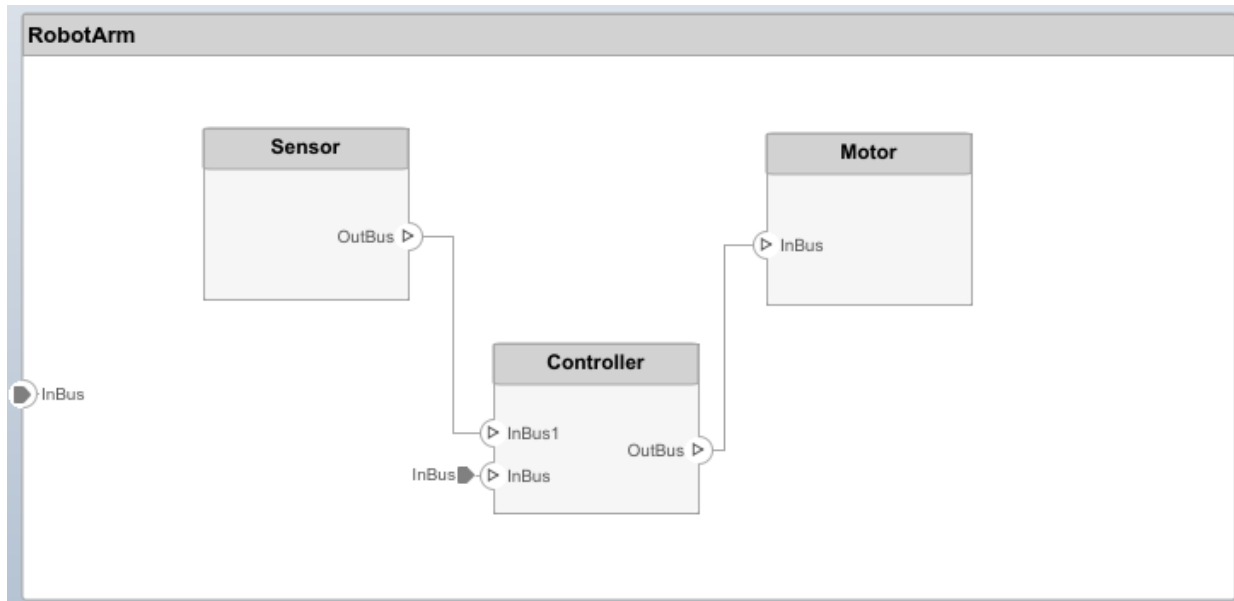 RobotArm
Sensor
Motor
OutBus
InBus
Controller
InBus
InBus1
OutBus
InBus
InBus